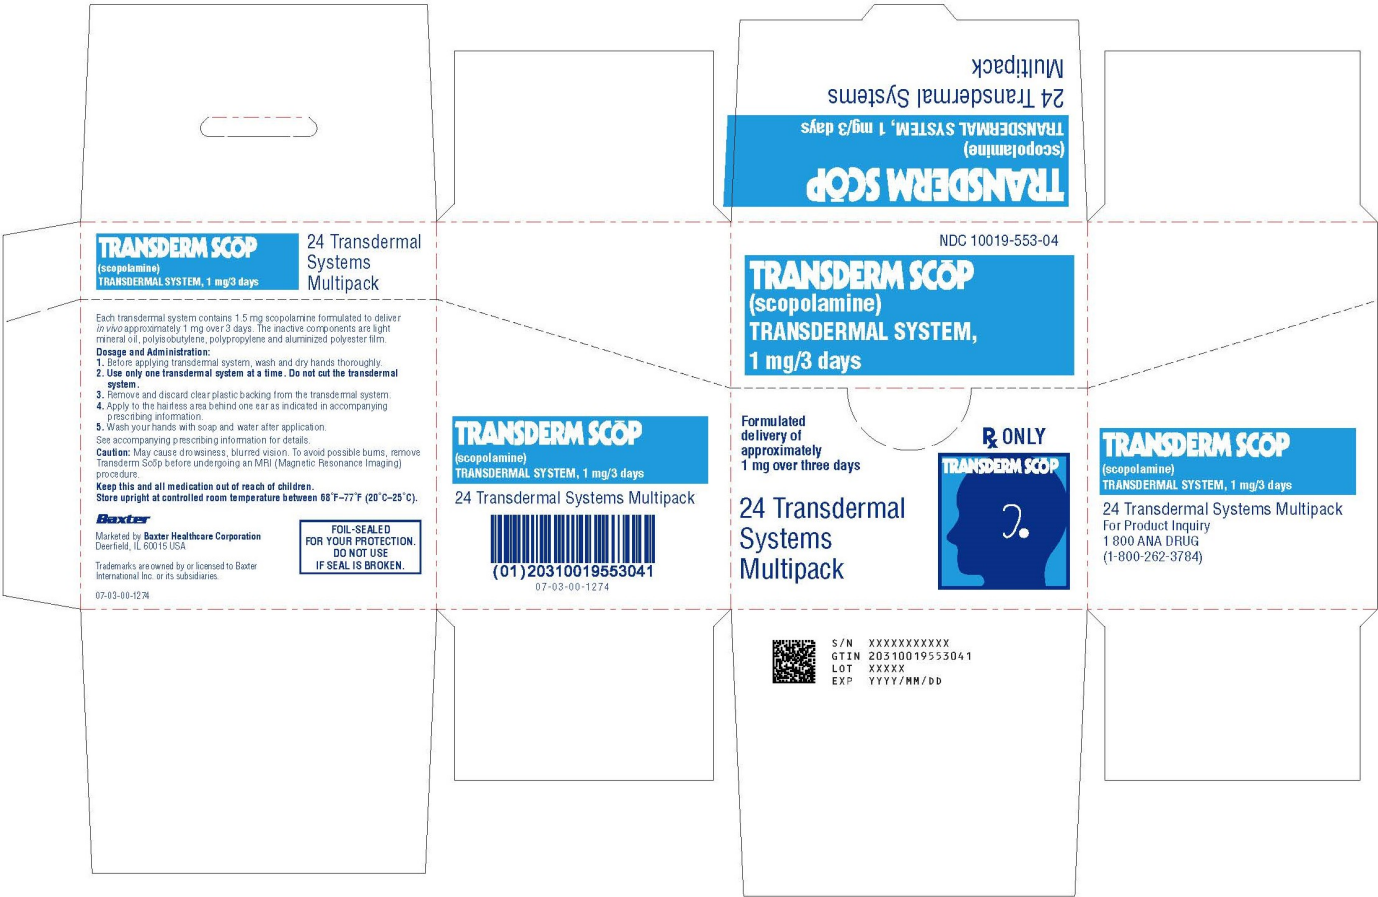 Multipack
24 Transdermal Systems
TRANSDERMAL SYSTEM, 1 mg/3 days
(scopolamine)
TRANSDERM SCŌP
TRANSDERM SCŌP
(scopolamine)
TRANSDERMAL SYSTEM, 1 mg/3 days
24 Transdermal
Systems
Multipack
Each transdermal system contains 1.5 mg scopolamine formulated to deliver
in vivo approximately 1 mg over 3 days. The inactive components are light
mineral oil, polyisobutylene, polypropylene and aluminized polyester film.
Dosage and Administration:
1. Before applying transdermal system, wash and dry hands thoroughly.
2. Use only one transdermal system at a time. Do not cut the transdermal
system.
3. Remove and discard clear plastic backing from the transdermal system.
4. Apply to the hairless area behind one ear as indicated in accompanying
prescribing information.
5. Wash your hands with soap and water after application.
See accompanying prescribing information for details.
Caution: May cause drowsiness, blurred vision. To avoid possible burns, remove
Transderm Scōp before undergoing an MRI (Magnetic Resonance Imaging)
procedure.
Keep this and all medication out of reach of children.
Store upright at controlled room temperature between 68°F–77°F (20°C–25°C).
Baxter
Marketed by Baxter Healthcare Corporation
Deerfield, IL 60015 USA
Trademarks are owned by or licensed to Baxter
International Inc. or its subsidiaries.
07-03-00-1274
FOIL-SEALED
FOR YOUR PROTECTION.
DO NOT USE
IF SEAL IS BROKEN.
TRANSDERM SCŌP
(scopolamine)
TRANSDERMAL SYSTEM, 1 mg/3 days
24 Transdermal Systems Multipack
(01)20310019553041
07-03-00-1274
NDC 10019-553-04
TRANSDERM SCŌP
(scopolamine)
TRANSDERMAL SYSTEM,
1 mg/3 days
Formulated
delivery of
approximately
1 mg over three days
℞ ONLY
24 Transdermal
Systems
Multipack
TRANSDERM SCŌP
S/N XXXXXXXXXXX
GTIN 20310019553041
LOT XXXXX
EXP YYYY/MM/DD
TRANSDERM SCŌP
(scopolamine)
TRANSDERMAL SYSTEM, 1 mg/3 days
24 Transdermal Systems Multipack
For Product Inquiry
1 800 ANA DRUG
(1-800-262-3784)